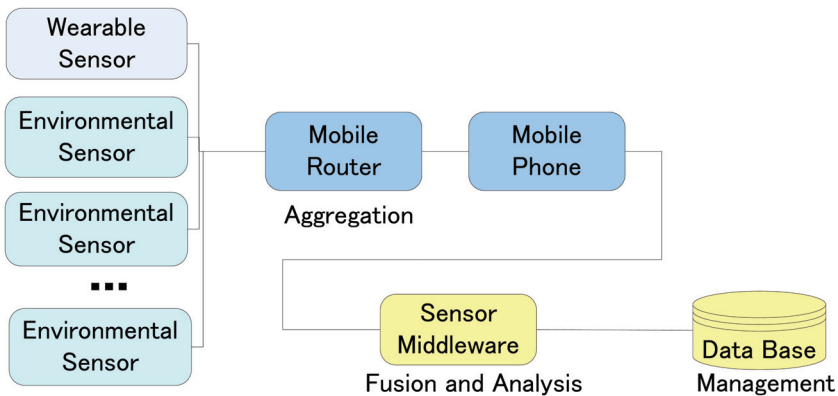 Wearable
Sensor
Environmental
Sensor
Environmental
Sensor
Environmental
Sensor
Mobile
Router
Aggregation
Mobile
Phone
Sensor
Middleware
Fusion and Analysis
Data Base
Management